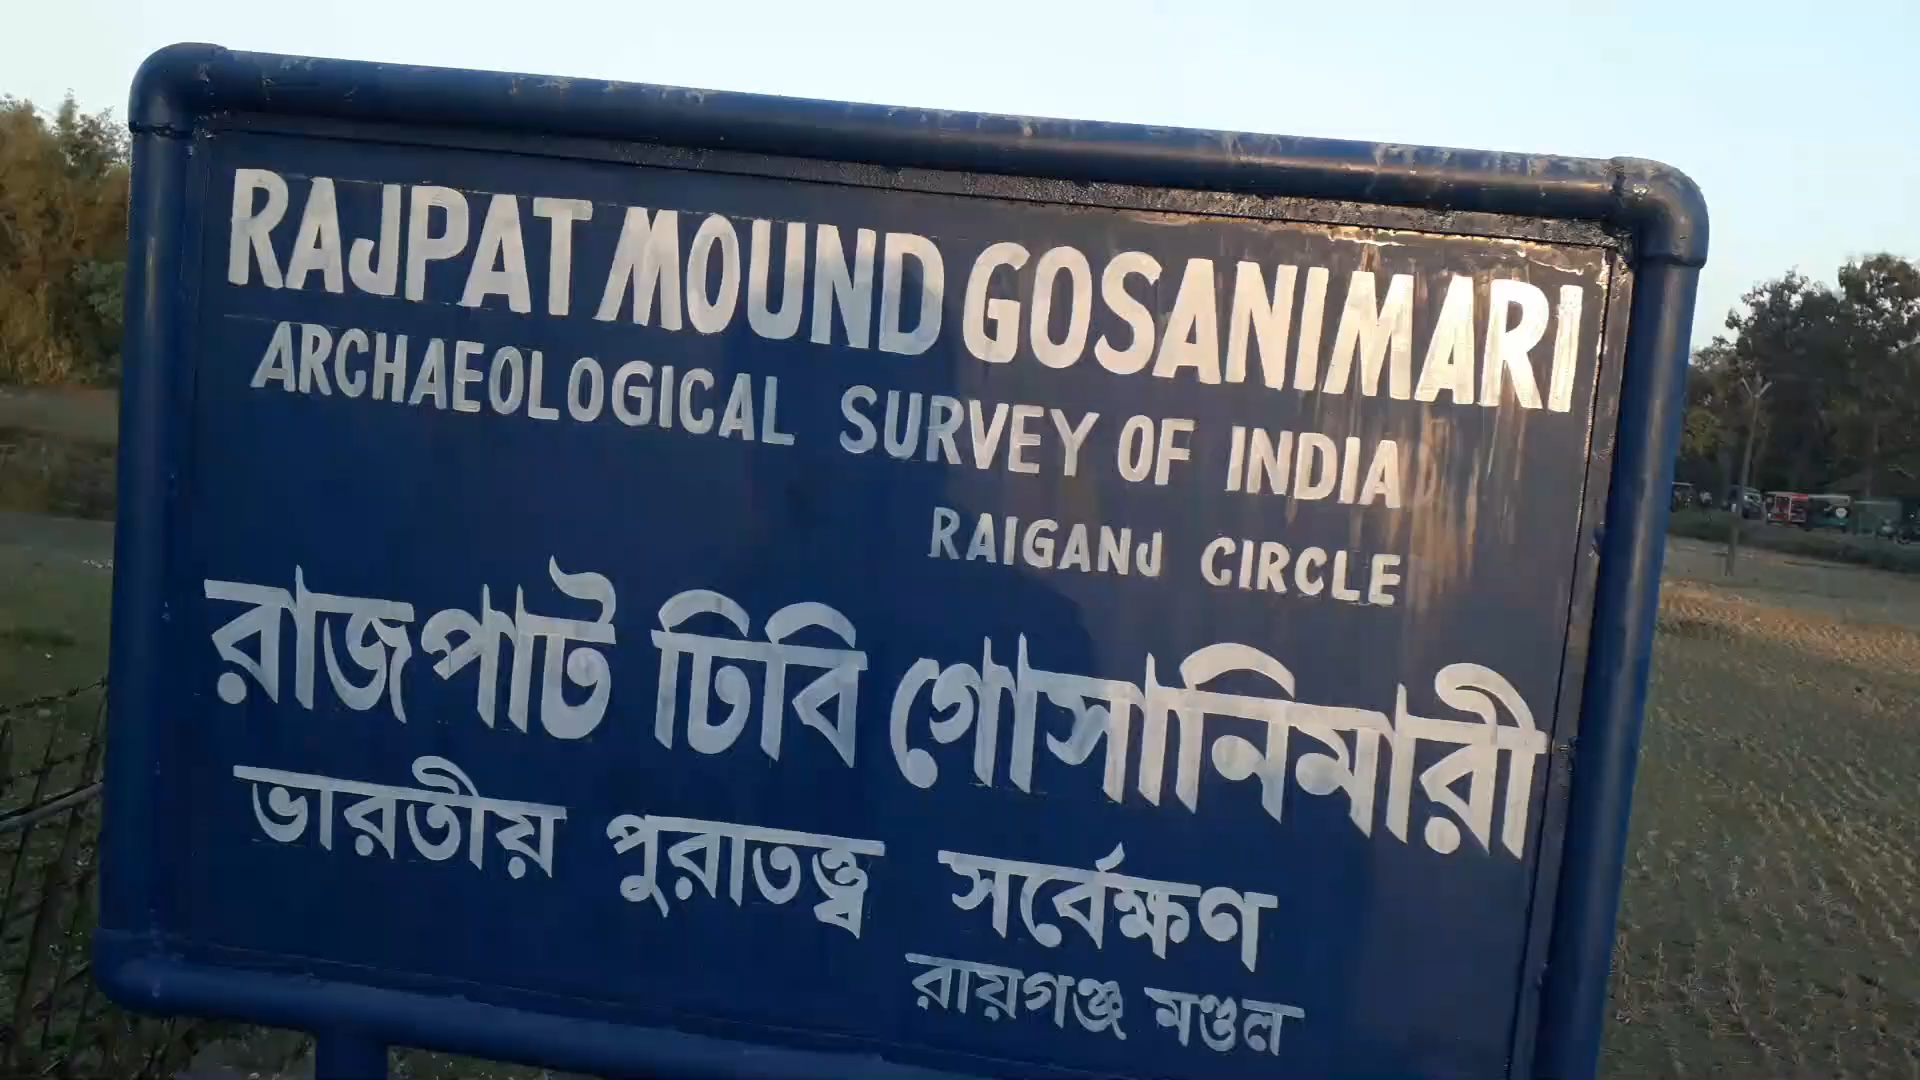 RAJPAT MOUND GOSANIMARI
ARCHAEOLOGICAL SURVEY OF INDIA
RAIGANJ CIRCLE
রাজপাট ঢিবি গোসানিমারী
ভারতীয় পুরাতত্ত্ব সর্বেক্ষণ
রায়গঞ্জ মণ্ডল